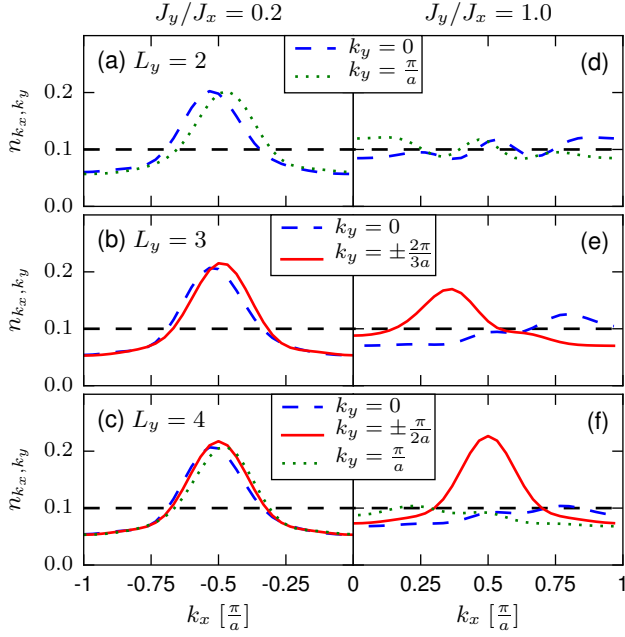 J_y/J_x = 0.2
J_y/J_x = 1.0
(a) L_y = 2
k_y = 0
k_y = π/a
(d)
n_{k_x,k_y}
0.2
0.1
0.0
(b) L_y = 3
k_y = 0
k_y = ±2π/3a
(e)
n_{k_x,k_y}
0.2
0.1
0.0
(c) L_y = 4
k_y = 0
k_y = ±π/2a
k_y = π/a
(f)
n_{k_x,k_y}
0.2
0.1
0.0
-1 -0.75 -0.5 -0.25 0 0.25 0.5 0.75 1
k_x [π/a]
k_x [π/a]